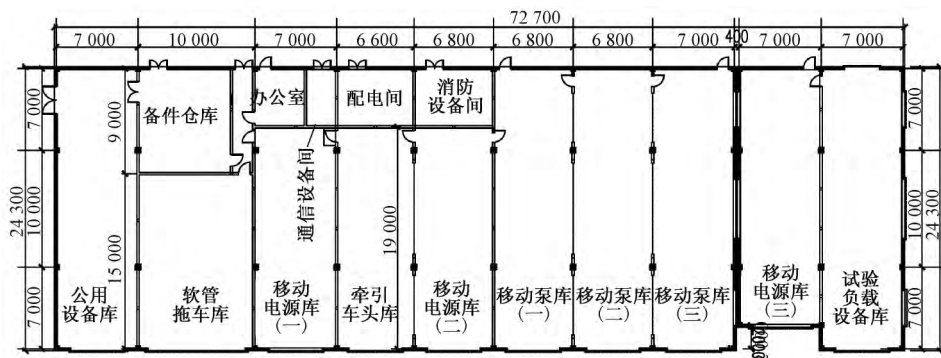 72 700
7 000
10 000
7 000
6 600
6 800
6 800
6 800
7 000
400
7 000
7 000
24 300
7 000
10 000
7 000
9 000
15 000
19 000
备件仓库
办公室
配电间
消防
设备间
通信设备间
公用
设备库
软管
拖车库
移动
电源库
(一)
牵引
车头库
移动
电源库
(二)
移动泵库
(一)
移动泵库
(二)
移动泵库
(三)
移动
电源库
(三)
试验
负载
设备库
7 000
10 000
7 000
24 300